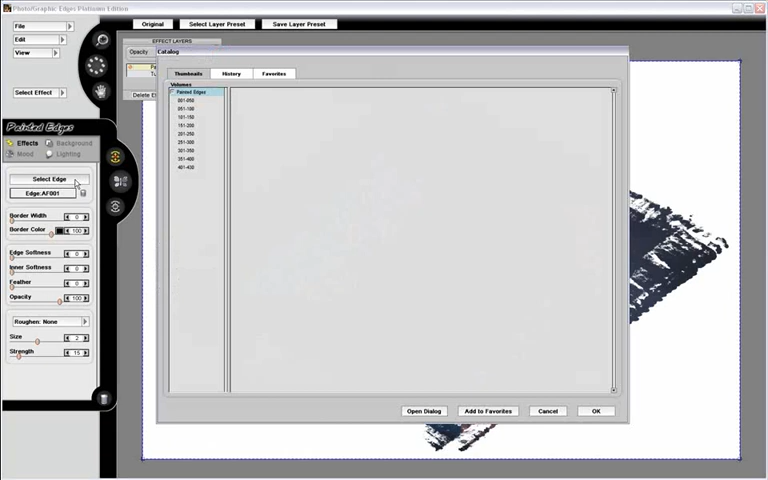 Photo/Graphic Edges Platinum Edition
File
Edit
View
Select Effect
Original
Select Layer Preset
Save Layer Preset
EFFECT LAYERS
Opacity
Delete E
Catalog
Thumbnails
History
Favorites
Volumes
Painted Edges
001-050
051-100
101-150
151-200
201-250
251-300
301-350
351-400
401-430
Open Dialog
Add to Favorites
Cancel
OK
Painted Edges
Effects
Background
Mood
Lighting
Select Edge
Edge:AF001
Border Width 0
Border Color 100
Edge Softness 0
Inner Softness 0
Feather 0
Opacity 100
Roughen: None
Size 2
Strength 15